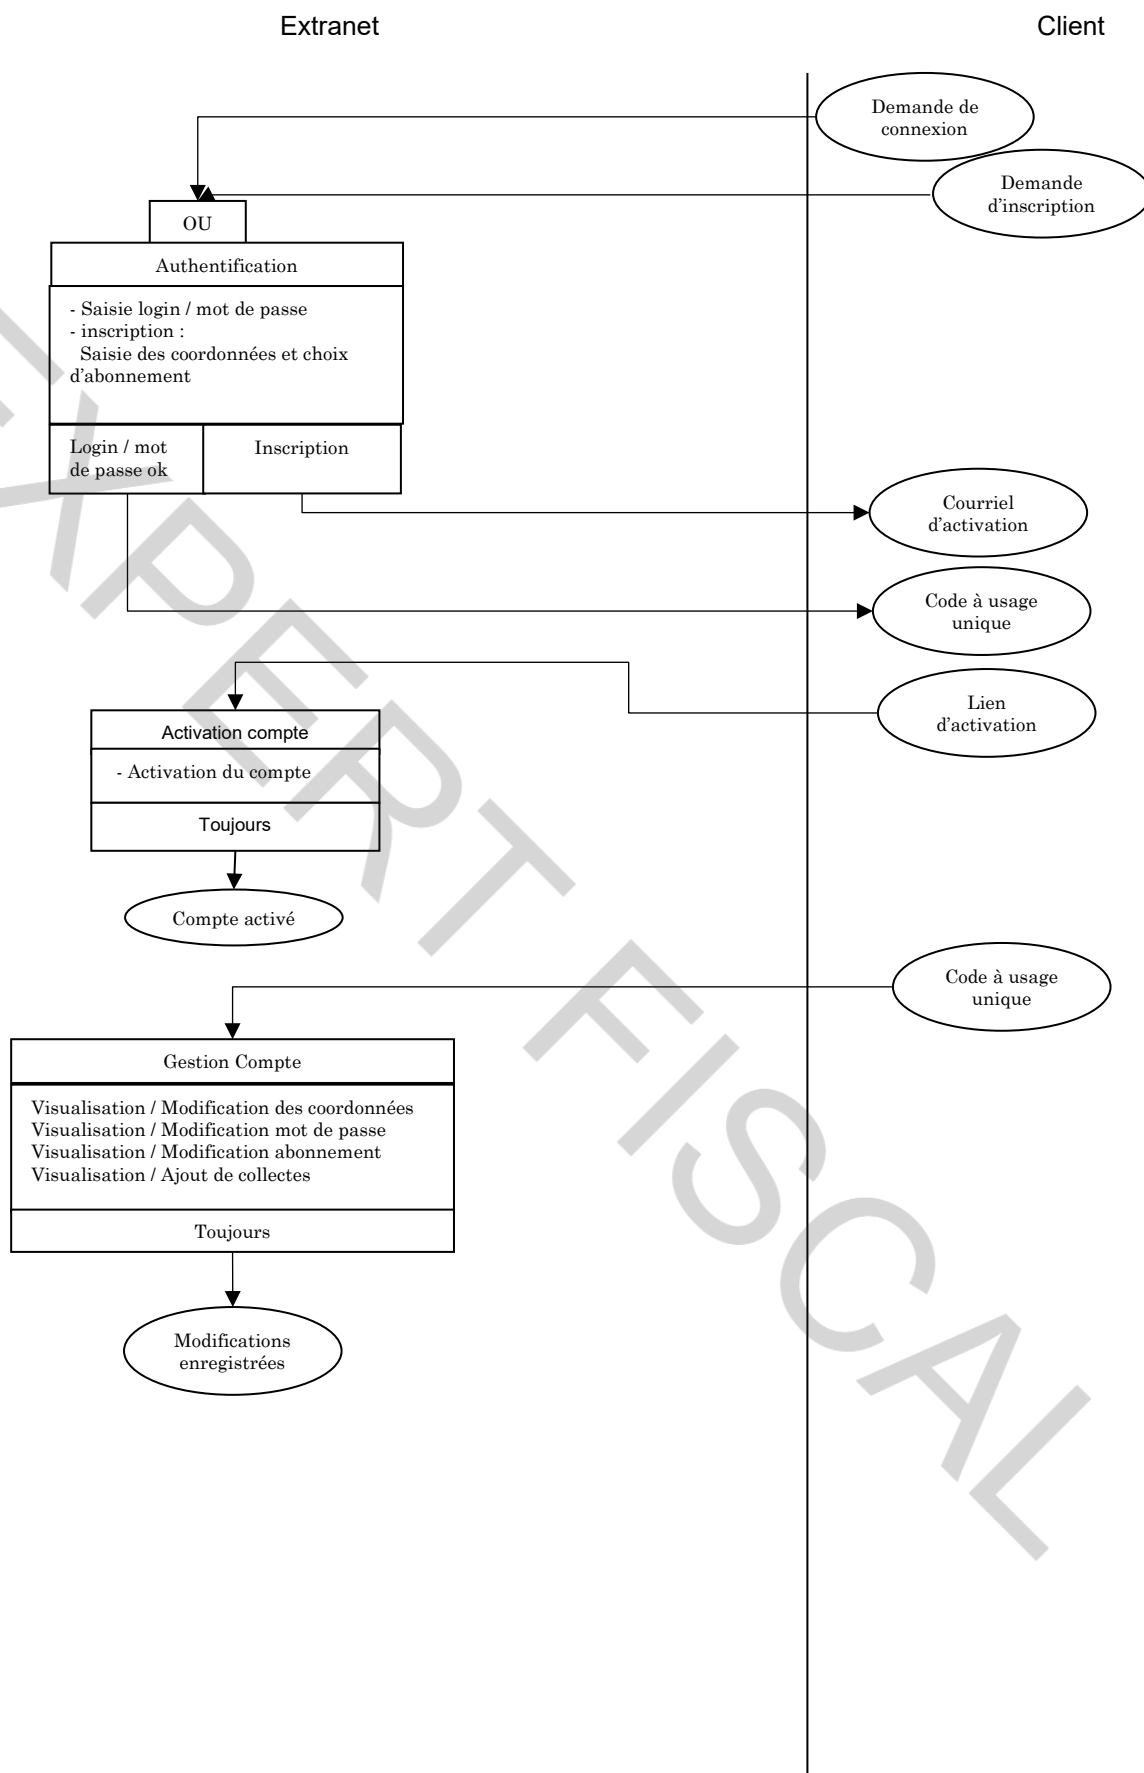 Extranet
Client
Demande de
connexion
Demande
d'inscription
OU
Authentification
- Saisie login / mot de passe
- inscription :
Saisie des coordonnées et choix
d'abonnement
Login / mot
de passe ok
Inscription
Courriel
d'activation
Code à usage
unique
Lien
d'activation
Activation compte
- Activation du compte
Toujours
Compte activé
Code à usage
unique
Gestion Compte
Visualisation / Modification des coordonnées
Visualisation / Modification mot de passe
Visualisation / Modification abonnement
Visualisation / Ajout de collectes
Toujours
Modifications
enregistrées
EXPERT FISCAL